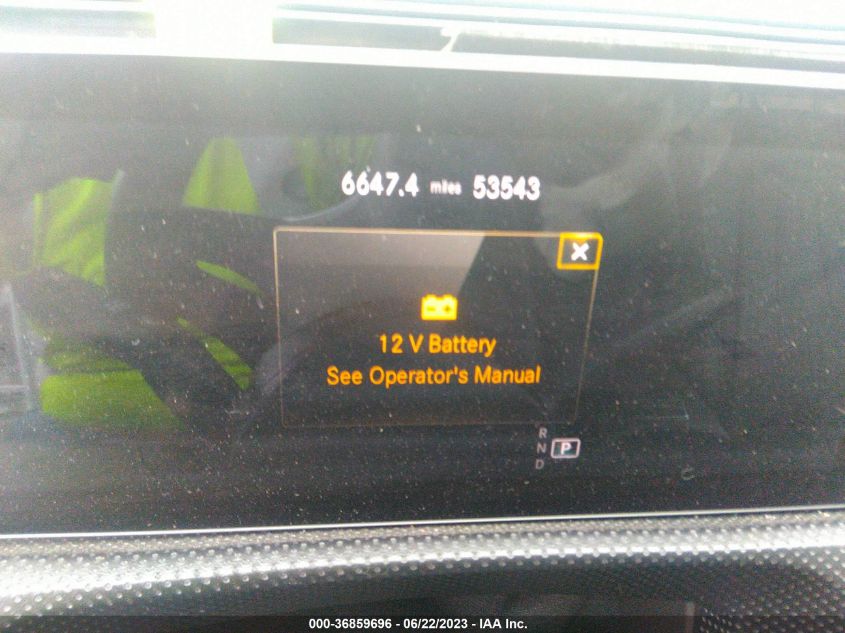 6647.4 miles 53543
12 V Battery
See Operator's Manual
R
N P
D
000-36859696 - 06/22/2023 - IAA Inc.